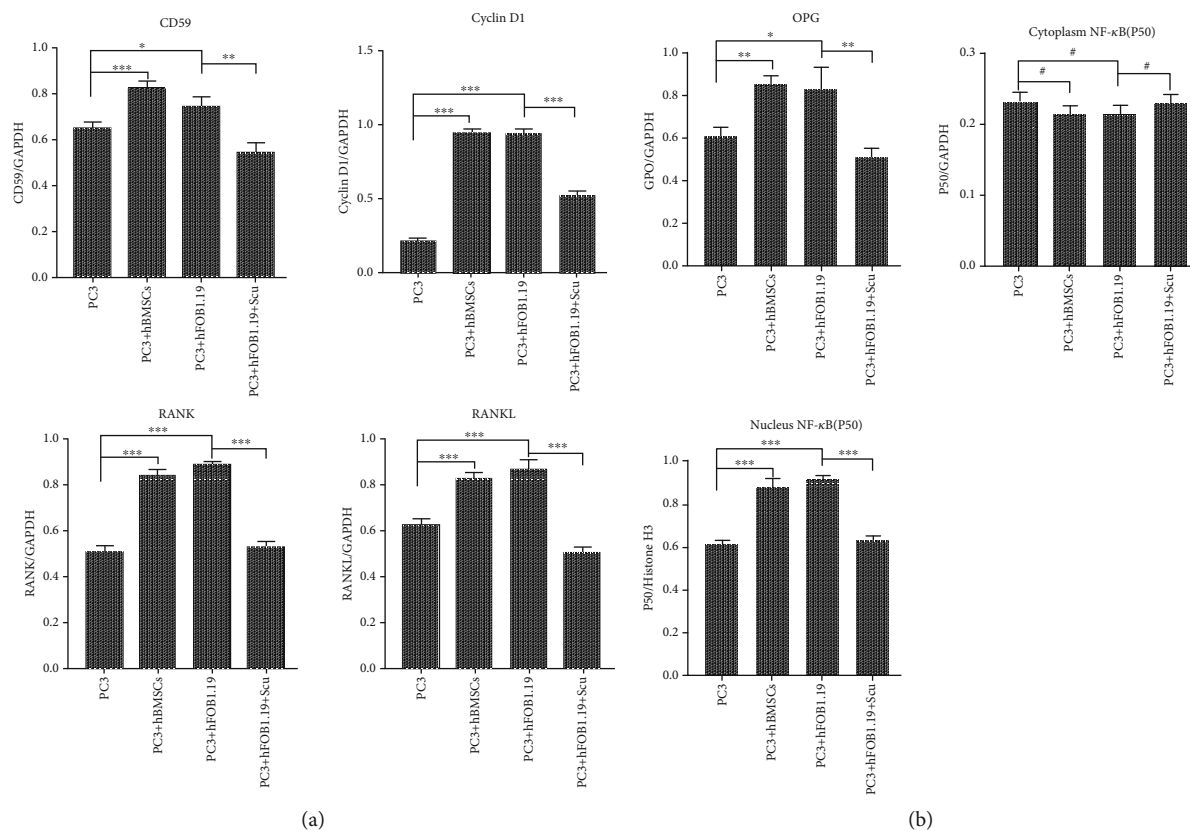 CD59
CD59/GAPDH
1.0
0.8
0.6
0.4
0.2
0.0
*
***
**
PC3
PC3+hBMSCs
PC3+hFOB1.19
PC3+hFOB1.19+Scu
Cyclin D1
Cyclin D1/GAPDH
1.5
1.0
0.5
0.0
***
***
***
PC3
PC3+hBMSCs
PC3+hFOB1.19
PC3+hFOB1.19+Scu
OPG
GPO/GAPDH
1.0
0.8
0.6
0.4
0.2
0.0
*
**
**
PC3
PC3+hBMSCs
PC3+hFOB1.19
PC3+hFOB1.19+Scu
Cytoplasm NF-κB(P50)
P50/GAPDH
0.3
0.2
0.1
0.0
#
#
#
PC3
PC3+hBMSCs
PC3+hFOB1.19
PC3+hFOB1.19+Scu
RANK
RANK/GAPDH
1.0
0.8
0.6
0.4
0.2
0.0
***
***
***
PC3
PC3+hBMSCs
PC3+hFOB1.19
PC3+hFOB1.19+Scu
RANKL
RANKL/GAPDH
1.0
0.8
0.6
0.4
0.2
0.0
***
***
***
PC3
PC3+hBMSCs
PC3+hFOB1.19
PC3+hFOB1.19+Scu
Nucleus NF-κB(P50)
P50/Histone H3
1.0
0.8
0.6
0.4
0.2
0.0
***
***
***
PC3
PC3+hBMSCs
PC3+hFOB1.19
PC3+hFOB1.19+Scu
(a)
(b)